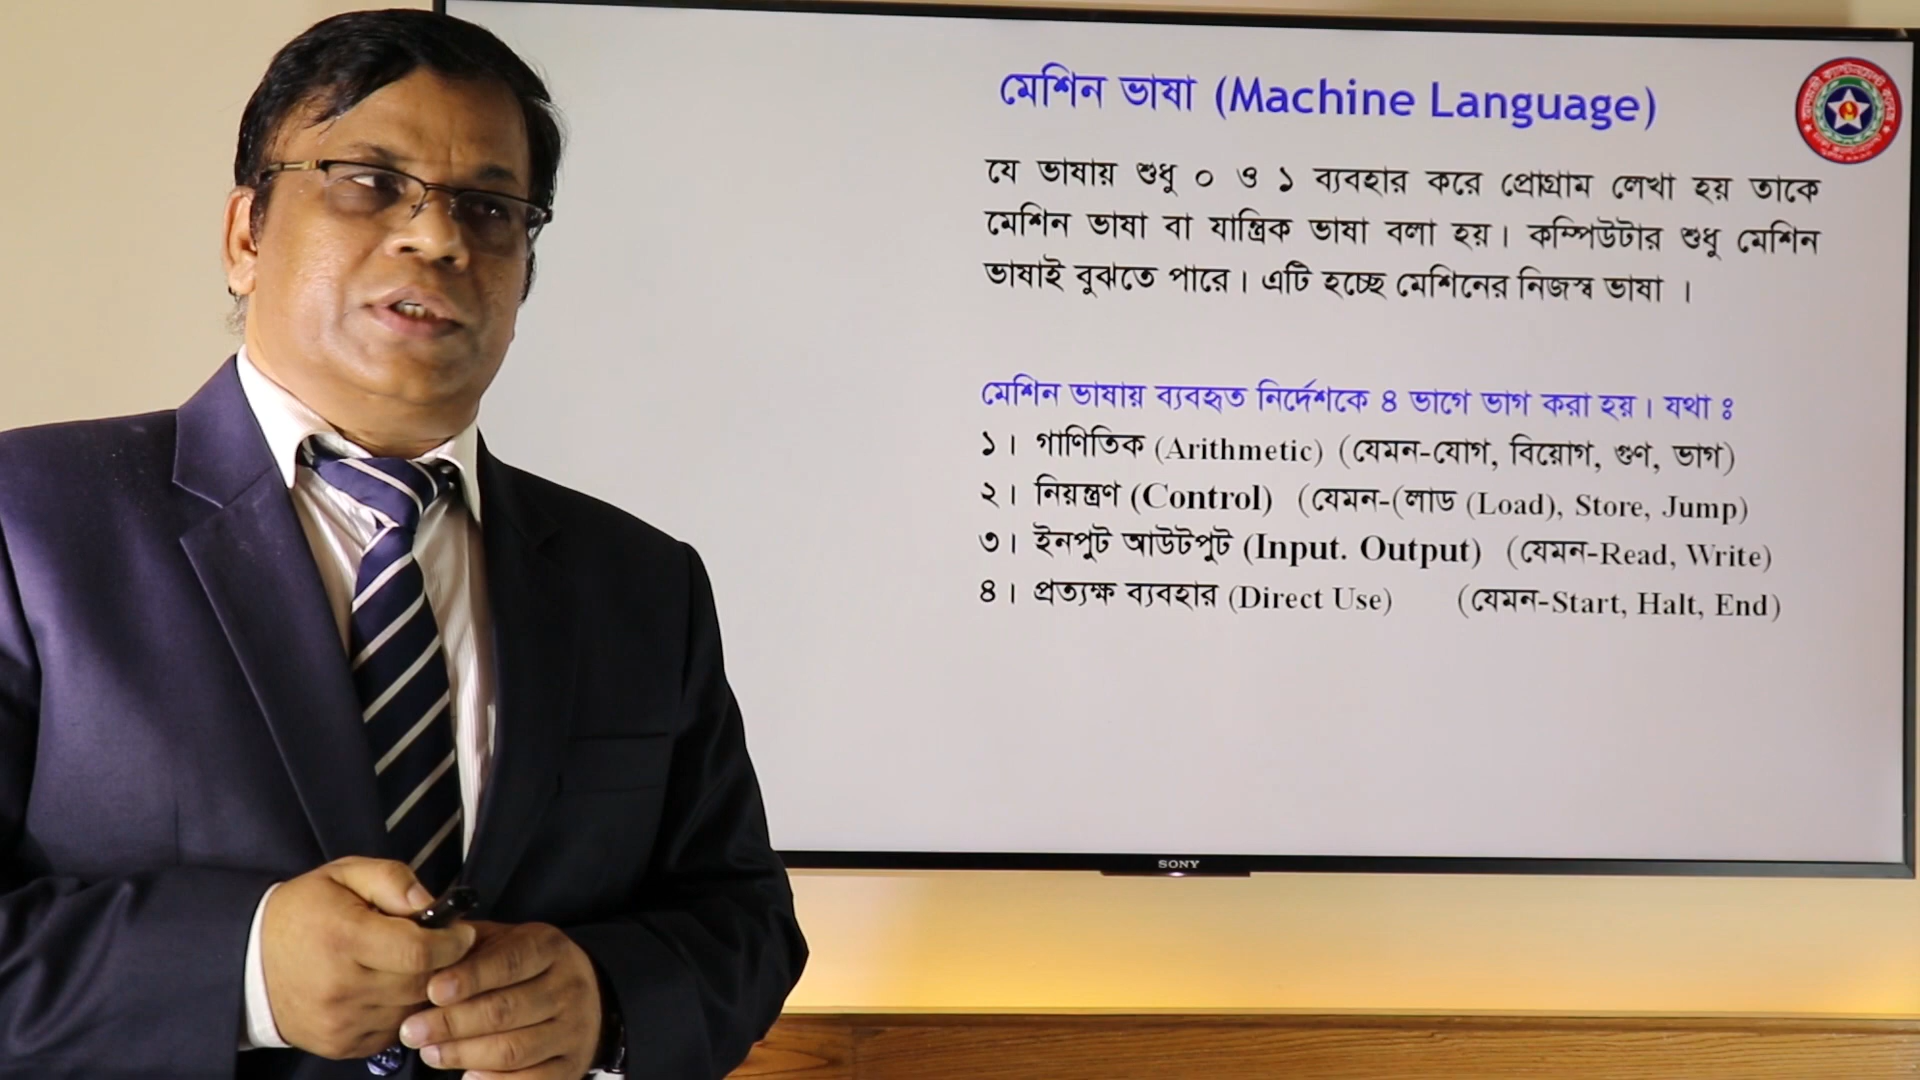 মেশিন ভাষা (Machine Language)
যে ভাষায় শুধু ০ ও ১ ব্যবহার করে প্রোগ্রাম লেখা হয় তাকে
মেশিন ভাষা বা যান্ত্রিক ভাষা বলা হয়। কম্পিউটার শুধু মেশিন
ভাষাই বুঝতে পারে। এটি হচ্ছে মেশিনের নিজস্ব ভাষা ।
মেশিন ভাষায় ব্যবহৃত নির্দেশকে ৪ ভাগে ভাগ করা হয়। যথা ঃ
১। গাণিতিক (Arithmetic) (যেমন-যোগ, বিয়োগ, গুণ, ভাগ)
২। নিয়ন্ত্রণ (Control) (যেমন-(লাড (Load), Store, Jump)
৩। ইনপুট আউটপুট (Input. Output) (যেমন-Read, Write)
৪। প্রত্যক্ষ ব্যবহার (Direct Use) (যেমন-Start, Halt, End)
SONY